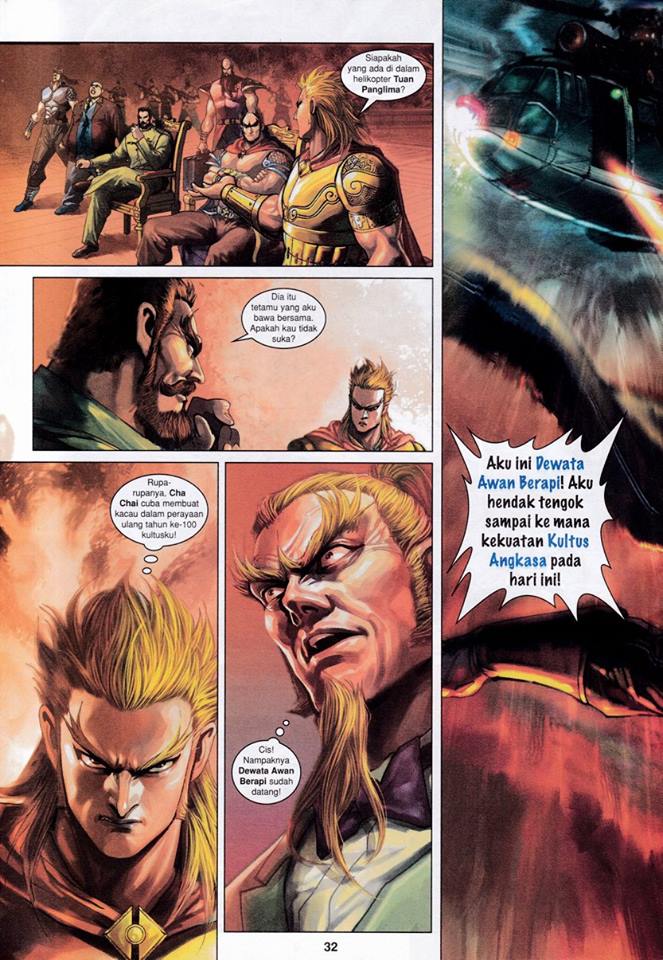 Siapakah
yang ada di dalam
helikopter Tuan
Panglima?
Dia itu
tetamu yang aku
bawa bersama.
Apakah kau tidak
suka?
Rupa-
rupanya, Cha
Chai cuba membuat
kacau dalam perayaan
ulang tahun ke-100
kultusku!
Cis!
Nampaknya
Dewata Awan
Berapi sudah
datang!
Aku ini Dewata
Awan Berapi! Aku
hendak tengok
sampai ke mana
kekuatan Kultus
Angkasa pada
hari ini!
32